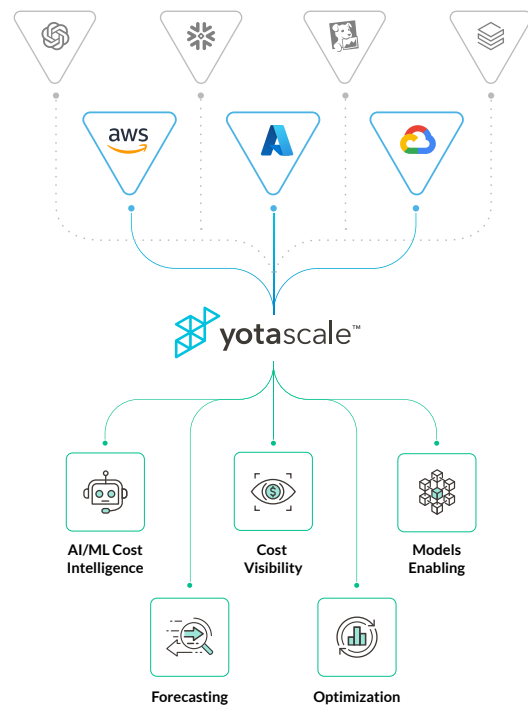 aws
yotascale™
$
AI/ML Cost
Intelligence
Cost
Visibility
Models
Enabling
Forecasting
Optimization